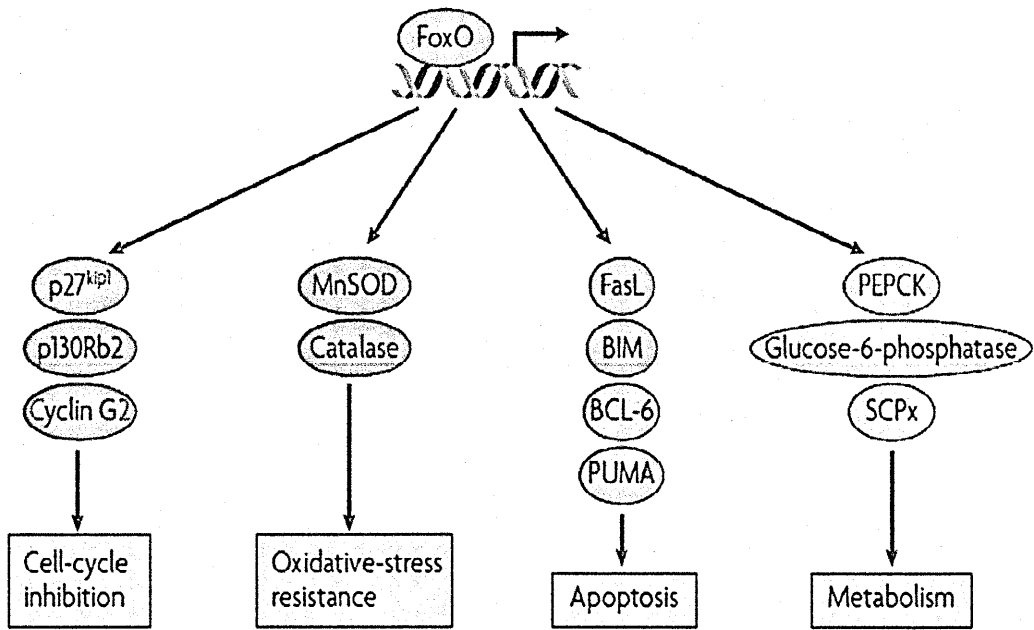 FoxO
p27kip1
p130Rb2
Cyclin G2
Cell-cycle
inhibition
MnSOD
Catalase
Oxidative-stress
resistance
FasL
BIM
BCL-6
PUMA
Apoptosis
PEPCK
Glucose-6-phosphatase
SCPx
Metabolism